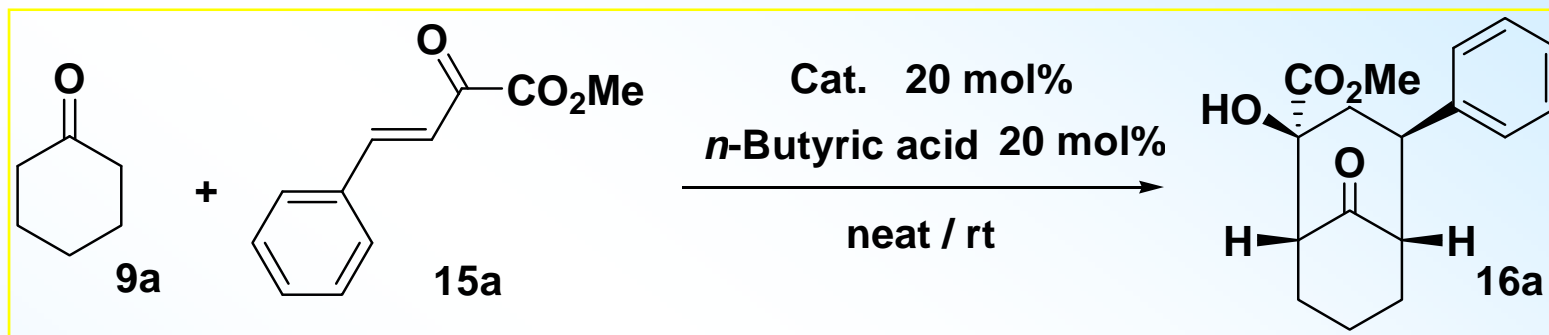 O
9a
+
O
CO2Me
15a
Cat. 20 mol%
n-Butyric acid 20 mol%
neat / rt
CO2Me
HO
O
H
H
16a